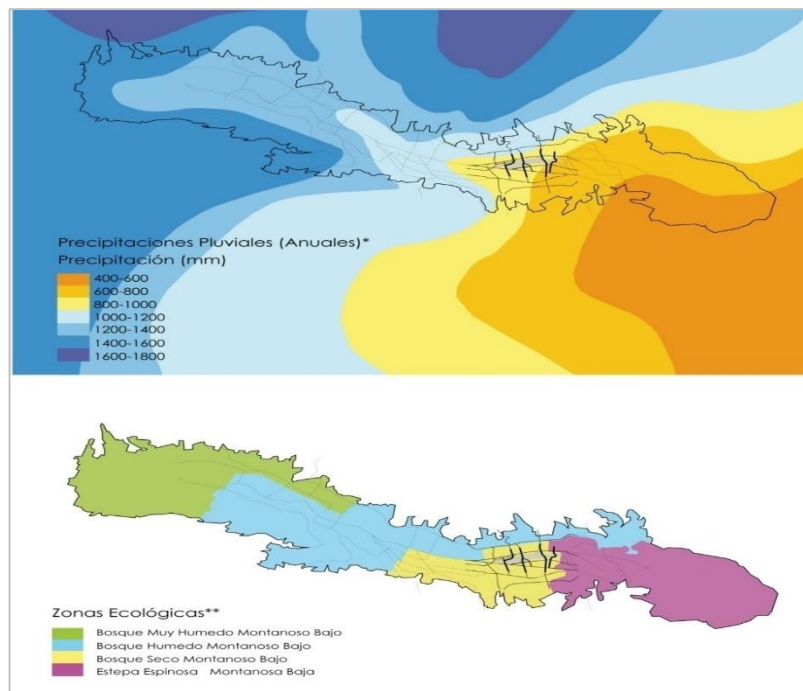 Precipitaciones Pluviales (Anuales)*
Precipitación (mm)
400-600
600-800
800-1000
1000-1200
1200-1400
1400-1600
1600-1800
Zonas Ecológicas**
Bosque Muy Humedo Montanoso Bajo
Bosque Humedo Montanoso Bajo
Bosque Seco Montanoso Bajo
Estepa Espinosa Montanosa Baja